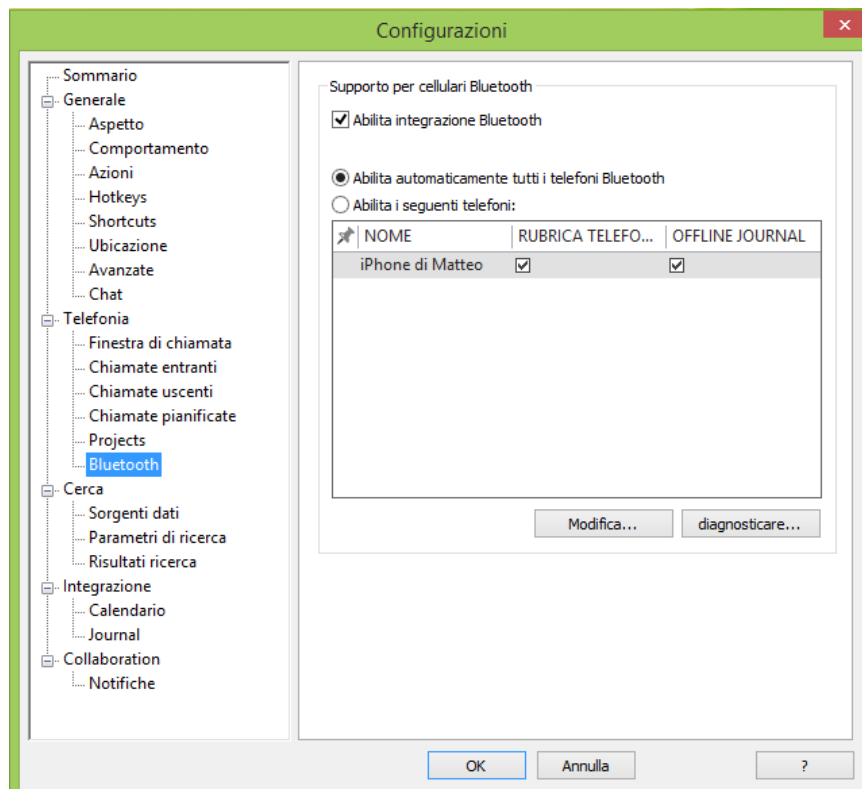 Configurazioni
Sommario
Generale
Aspetto
Comportamento
Azioni
Hotkeys
Shortcuts
Ubicazione
Avanzate
Chat
Telefonia
Finestra di chiamata
Chiamate entranti
Chiamate uscenti
Chiamate pianificate
Projects
Bluetooth
Cerca
Sorgenti dati
Parametri di ricerca
Risultati ricerca
Integrazione
Calendario
Journal
Collaboration
Notifiche
Supporto per cellulari Bluetooth
Abilita integrazione Bluetooth
Abilita automaticamente tutti i telefoni Bluetooth
Abilita i seguenti telefoni:
NOME RUBRICA TELEFO... OFFLINE JOURNAL
iPhone di Matteo
Modifica... diagnosticare...
OK Annulla ?